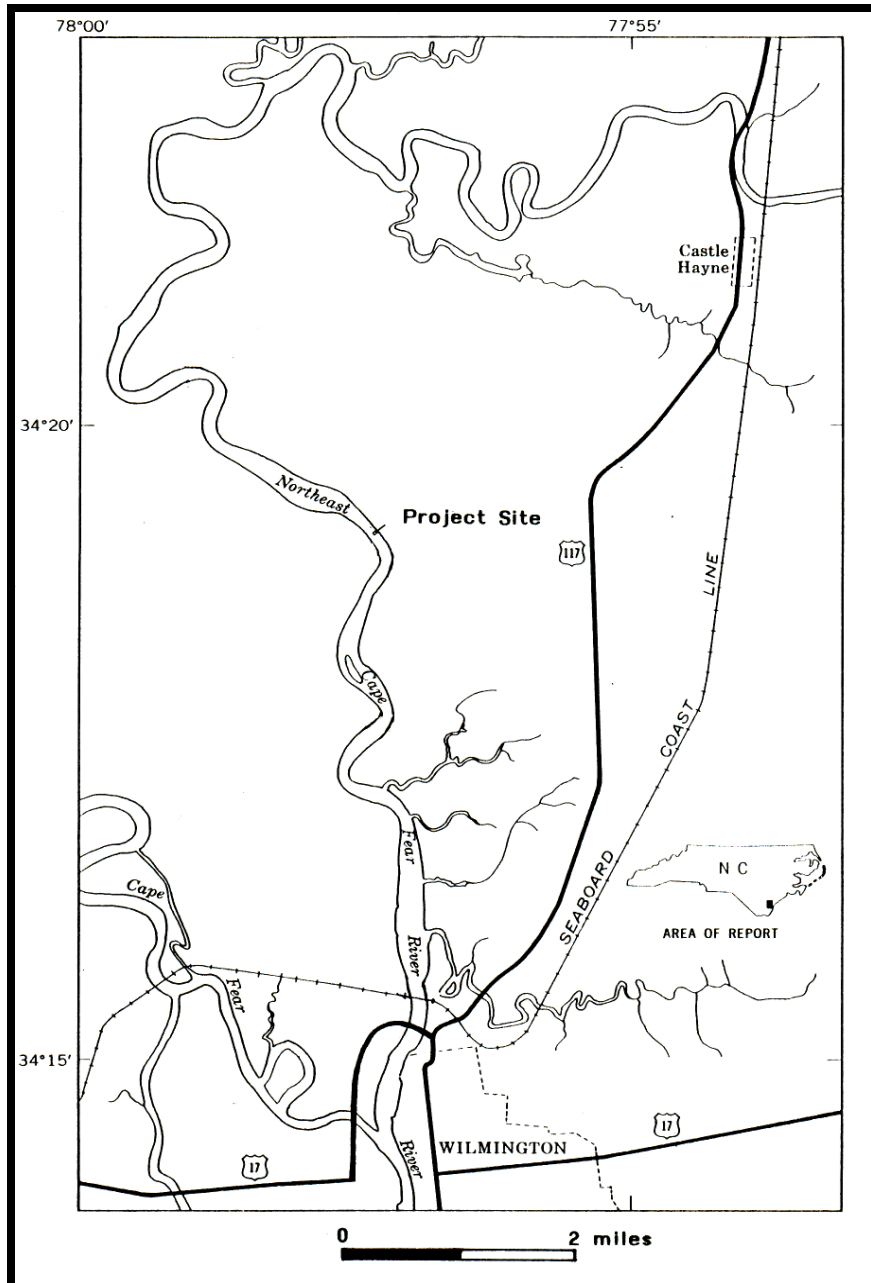 78°00′
77°55′
Castle
Hayne
34°20′
Northeast
Project Site
117
LINE
Cape
COAST
Fear
SEABOARD
N C
Cape
AREA OF REPORT
River
Fear
34°15′
17
WILMINGTON
River
17
0
2 miles